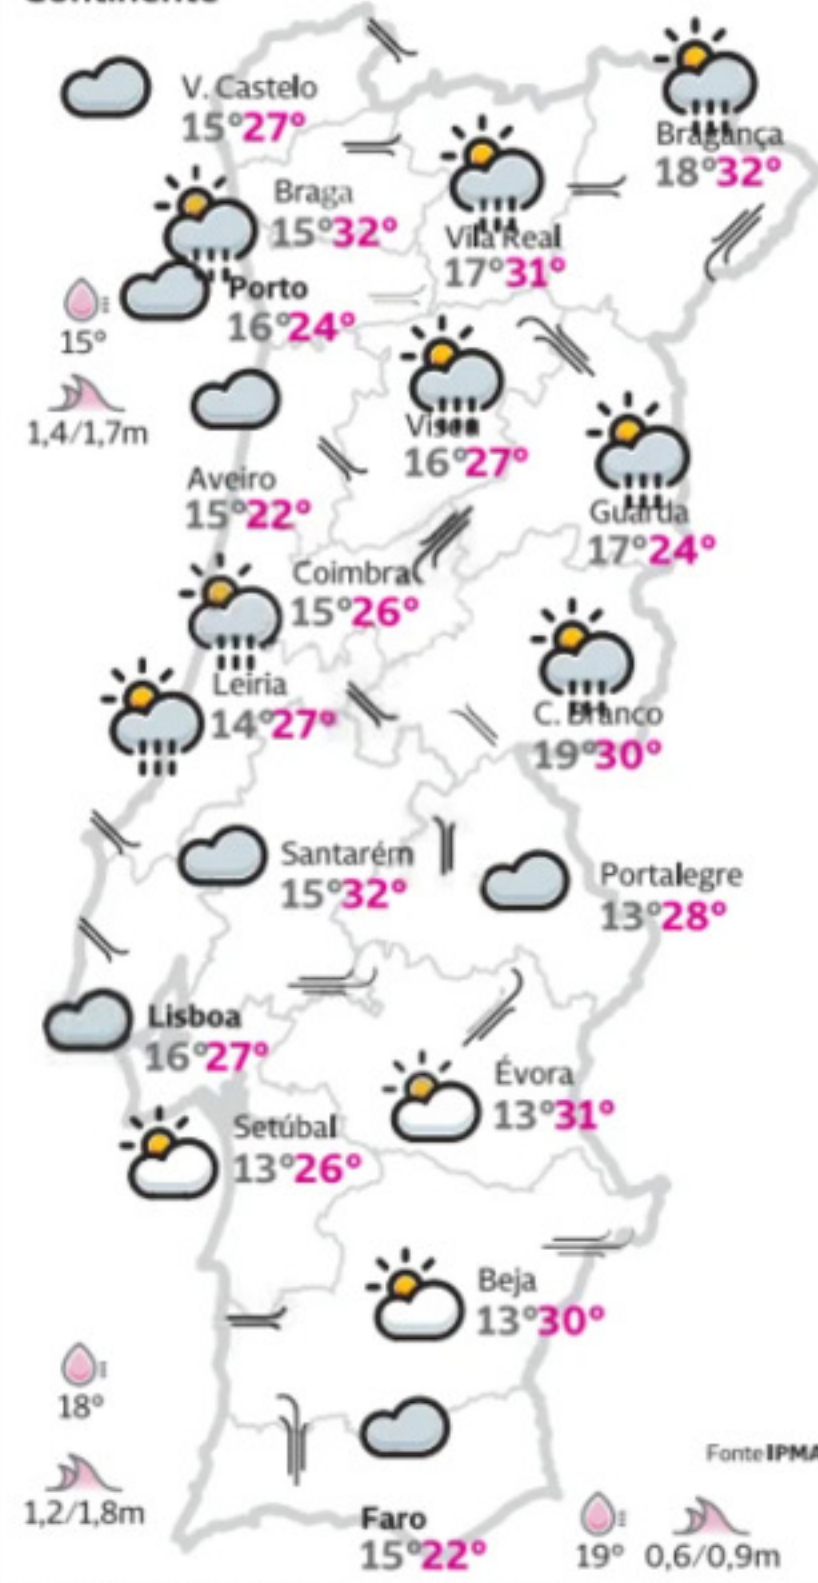 Continente
V. Castelo
15°27°
Bragança
18°32°
Braga
15°32°
Vila Real
17°31°
Porto
16°24°
15°
1,4/1,7m
Viseu
16°27°
Aveiro
15°22°
Guarda
17°24°
Coimbra
15°26°
Leiria
14°27°
C. Branco
19°30°
Santarém
15°32°
Portalegre
13°28°
Lisboa
16°27°
Évora
13°31°
Setúbal
13°26°
Beja
13°30°
18°
1,2/1,8m
Fonte IPMA
Faro
15°22°
19° 0,6/0,9m